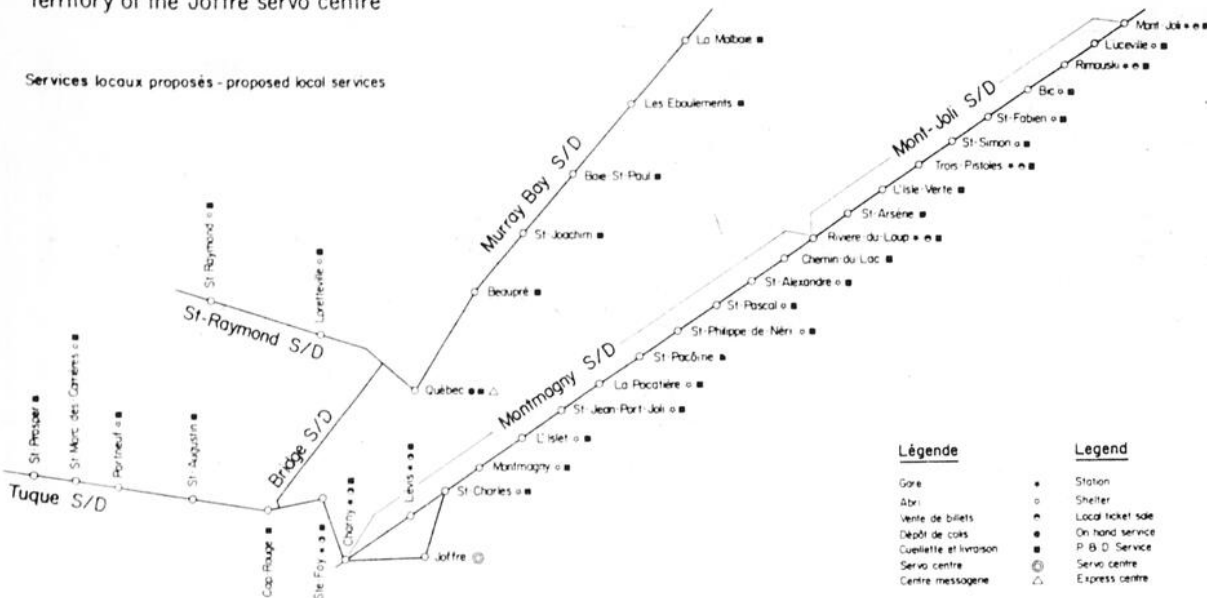 Territory of the Joffre servo centre
Services locaux proposés - proposed local services
La Malbaie
Les Eboulements
Baie St-Paul
St-Joachim
Beaupré
Murray Bay S/D
St-Raymond
Loretteville
St-Raymond S/D
Québec
Bridge S/D
St-Prosper
St-Marc des Carrières
Portneuf
St-Augustin
Tuque S/D
Cap-Rouge
Ste Foy
Charny
Lévis
Joffre
Mont-Joli
Luceville
Rimouski
Bic
St-Fabien
St-Simon
Trois-Pistoles
L'Isle-Verte
St-Arsène
Rivière-du-Loup
Mont-Joli S/D
Chemin-du-Lac
St-Alexandre
St-Pascal
St-Philippe-de-Néri
St-Pacôme
La Pocatière
St-Jean-Port-Joli
L'Islet
Montmagny
St-Charles
Montmagny S/D
Légende Legend
Gare Station
Abri Shelter
Vente de billets Local ticket sale
Dépôt de colis On hand service
Cueillette et livraison P & D Service
Servo centre Servo centre
Centre messagerie Express centre